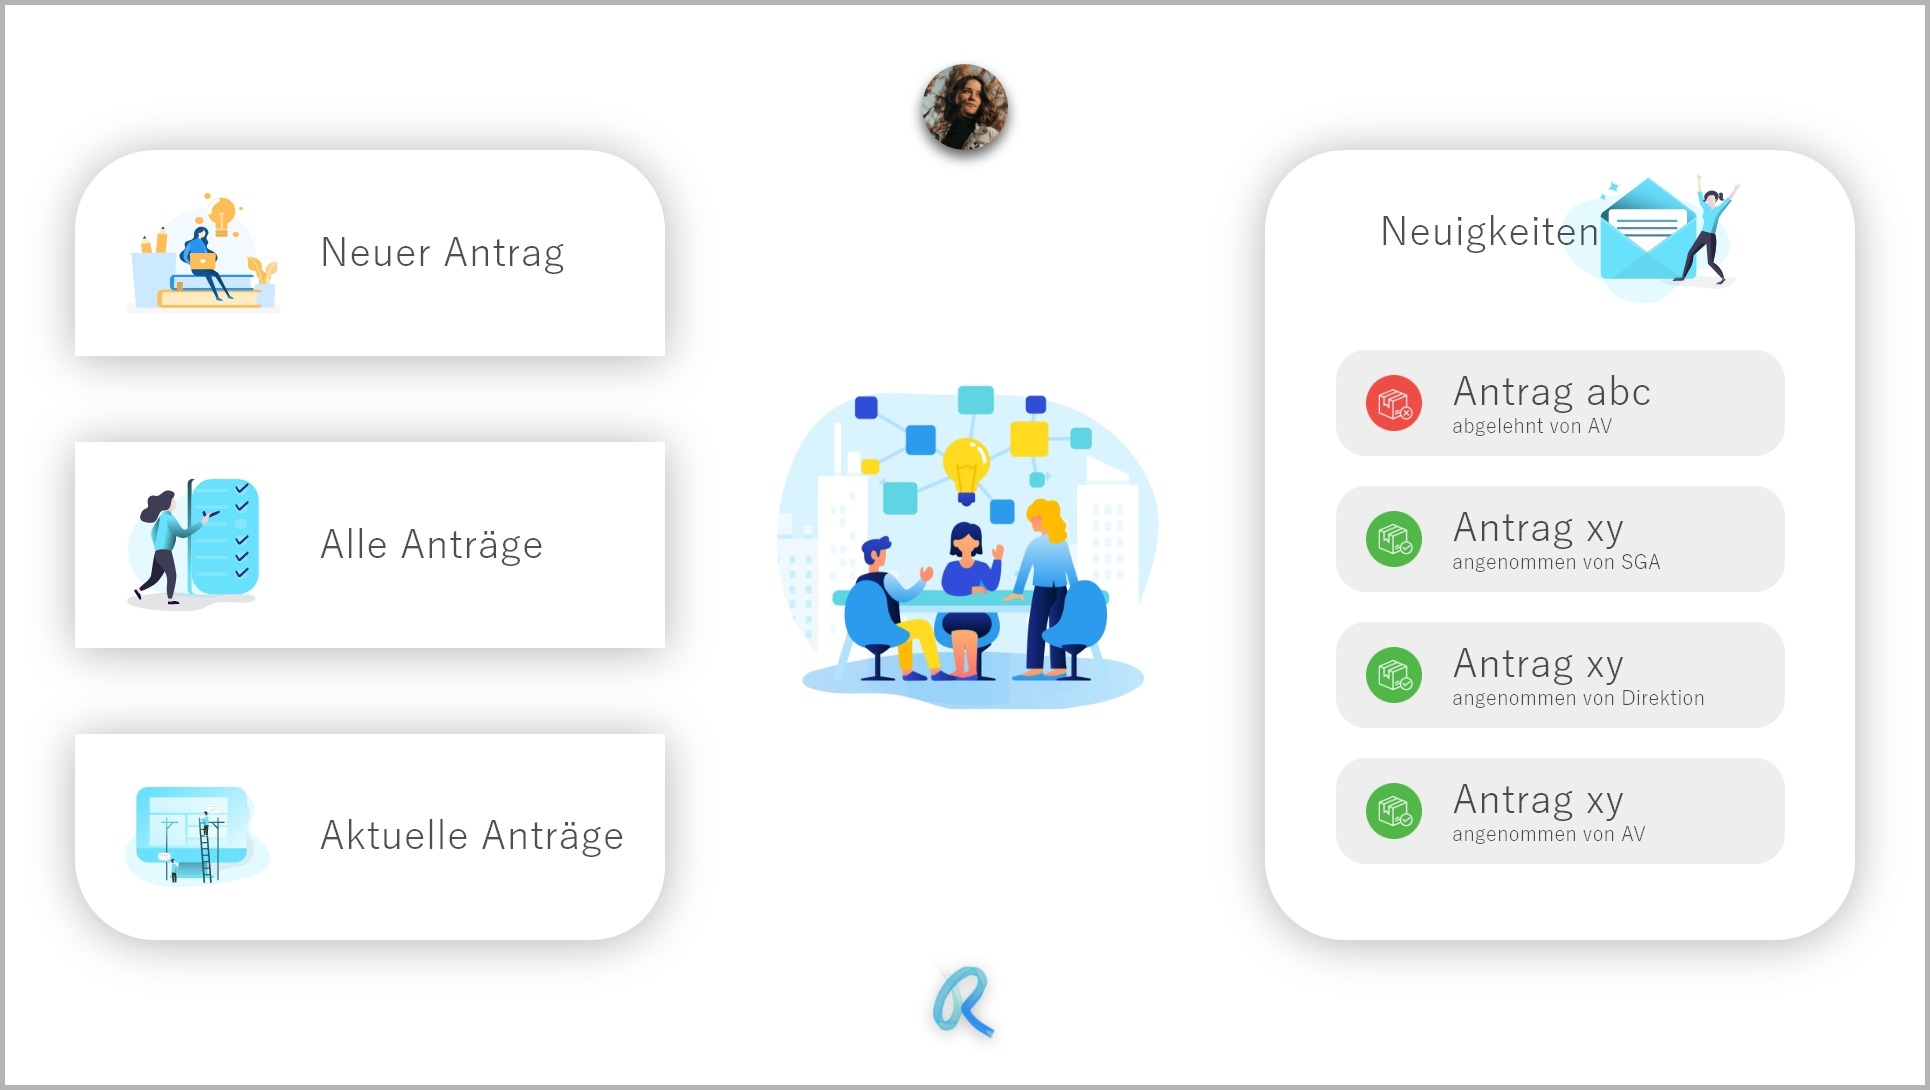 Neuer Antrag
Alle Anträge
Aktuelle Anträge
Neuigkeiten
Antrag abc
abgelehnt von AV
Antrag xy
angenommen von SGA
Antrag xy
angenommen von Direktion
Antrag xy
angenommen von AV
R